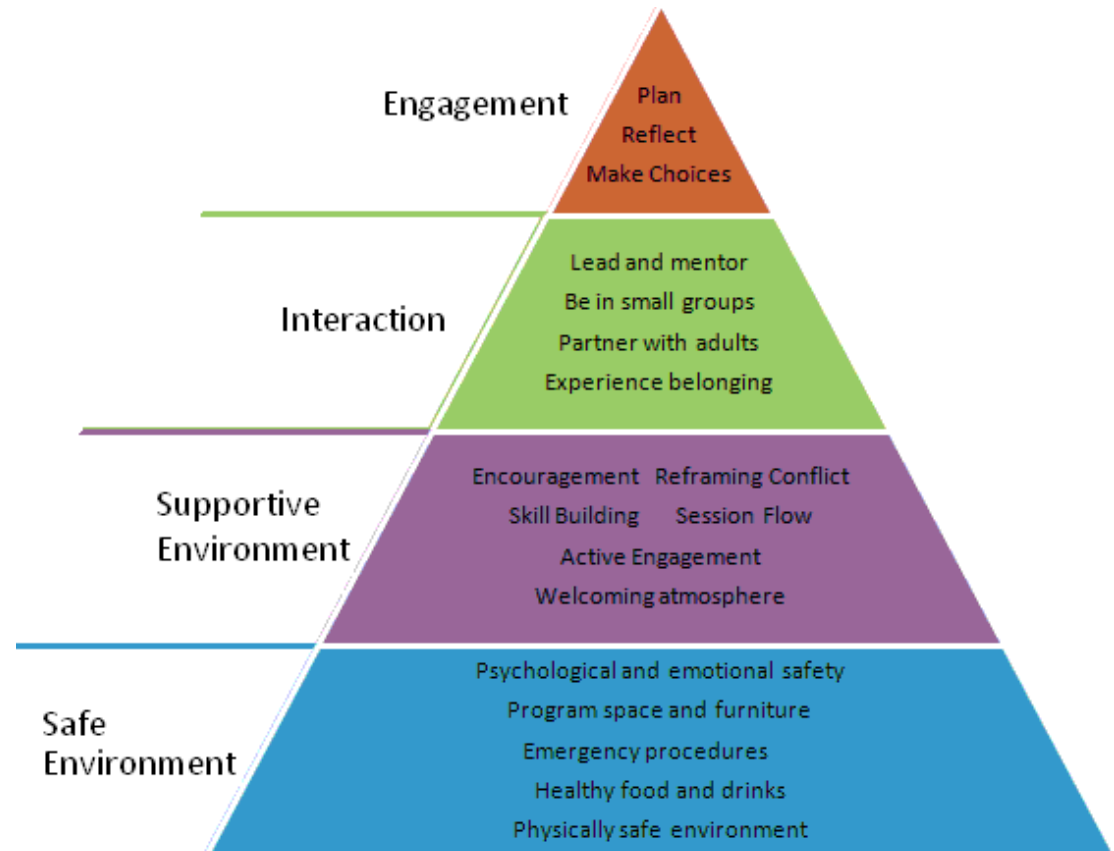 Engagement
Plan
Reflect
Make Choices
Interaction
Lead and mentor
Be in small groups
Partner with adults
Experience belonging
Supportive
Environment
Encouragement Reframing Conflict
Skill Building Session Flow
Active Engagement
Welcoming atmosphere
Safe
Environment
Psychological and emotional safety
Program space and furniture
Emergency procedures
Healthy food and drinks
Physically safe environment